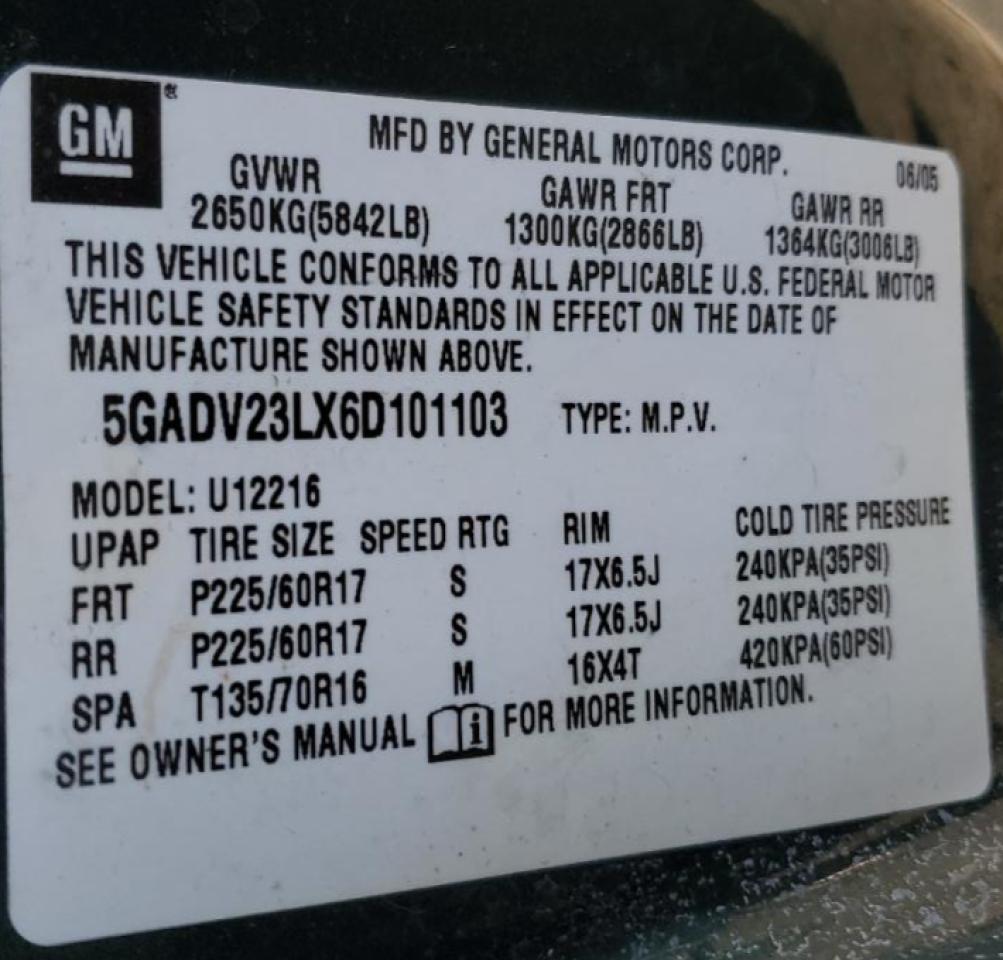 GM®
MFD BY GENERAL MOTORS CORP.
06/05
GVWR GAWR FRT GAWR RR
2650KG(5842LB) 1300KG(2866LB) 1364KG(3006LB)
THIS VEHICLE CONFORMS TO ALL APPLICABLE U.S. FEDERAL MOTOR
VEHICLE SAFETY STANDARDS IN EFFECT ON THE DATE OF
MANUFACTURE SHOWN ABOVE.
5GADV23LX6D101103 TYPE: M.P.V.
MODEL: U12216
UPAP TIRE SIZE SPEED RTG RIM COLD TIRE PRESSURE
FRT P225/60R17 S 17X6.5J 240KPA(35PSI)
RR P225/60R17 S 17X6.5J 240KPA(35PSI)
SPA T135/70R16 M 16X4T 420KPA(60PSI)
SEE OWNER'S MANUAL i FOR MORE INFORMATION.